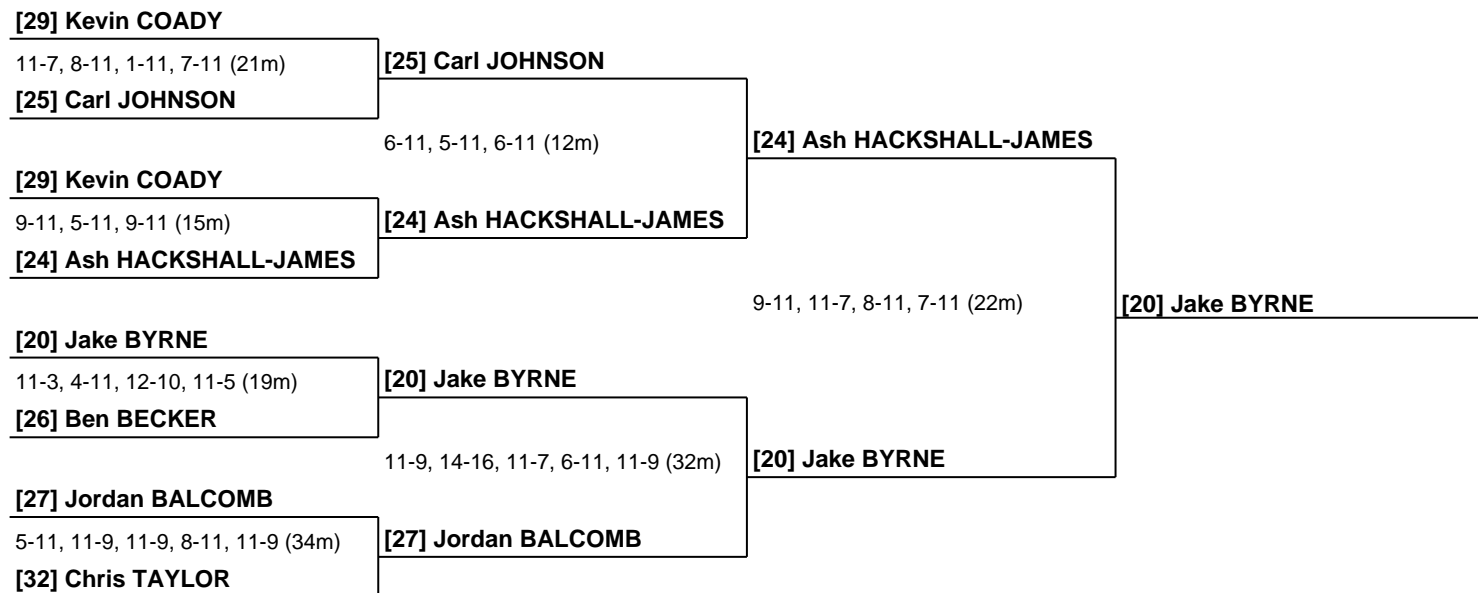 [29] Kevin COADY
11-7, 8-11, 1-11, 7-11 (21m)
[25] Carl JOHNSON
[25] Carl JOHNSON
6-11, 5-11, 6-11 (12m)
[24] Ash HACKSHALL-JAMES
[29] Kevin COADY
9-11, 5-11, 9-11 (15m)
[24] Ash HACKSHALL-JAMES
[24] Ash HACKSHALL-JAMES
9-11, 11-7, 8-11, 7-11 (22m)
[20] Jake BYRNE
[20] Jake BYRNE
11-3, 4-11, 12-10, 11-5 (19m)
[20] Jake BYRNE
[26] Ben BECKER
11-9, 14-16, 11-7, 6-11, 11-9 (32m)
[20] Jake BYRNE
[27] Jordan BALCOMB
5-11, 11-9, 11-9, 8-11, 11-9 (34m)
[27] Jordan BALCOMB
[32] Chris TAYLOR